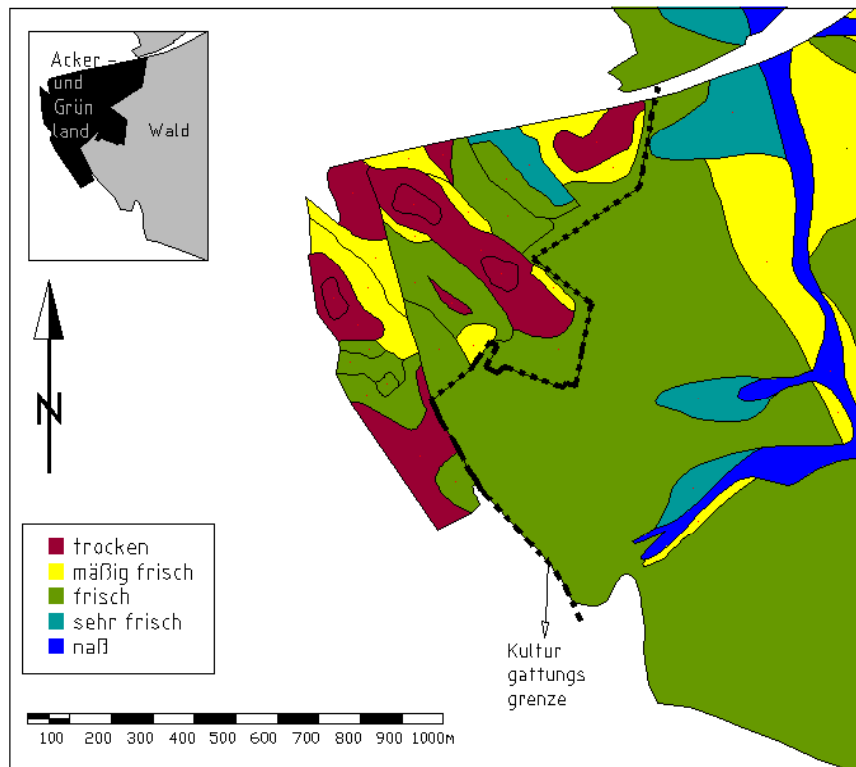 Acker -
und
Grün
land
Wald
N
trocken
mäßig frisch
frisch
sehr frisch
naß
Kultur
gattungs
grenze
100 200 300 400 500 600 700 800 900 1000m